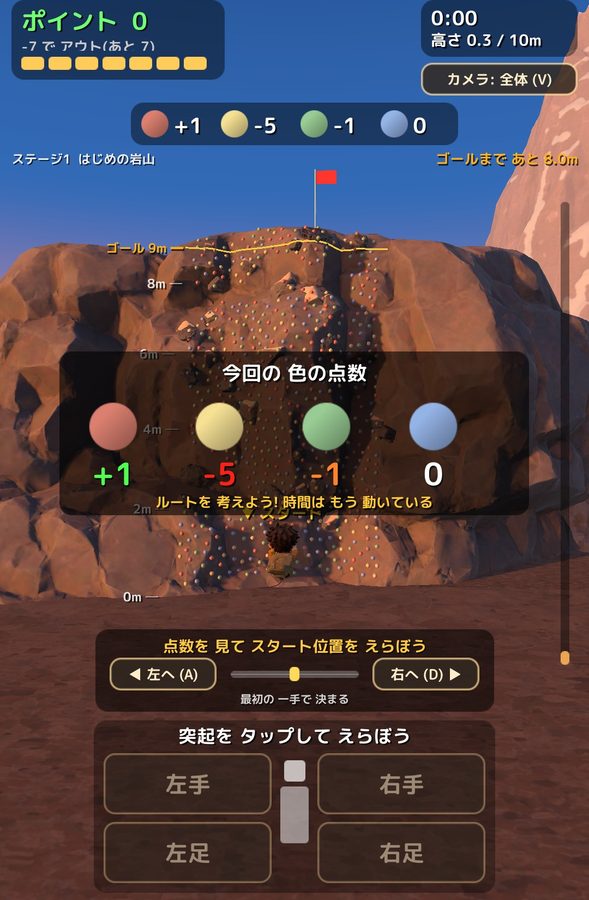 ポイント 0
-7 で アウト(あと 7)
0:00
高さ 0.3 / 10m
カメラ: 全体 (V)
+1 -5 -1 0
ステージ1 はじめの岩山
ゴールまで あと 8.0m
ゴール 9m
8m
6m
今回の 色の点数
4m
+1 -5 -1 0
ルートを 考えよう! 時間は もう 動いている
2m
▼スタート
0m
点数を 見て スタート位置を えらぼう
◀ 左へ (A)
右へ (D) ▶
最初の 一手で 決まる
突起を タップして えらぼう
左手
右手
左足
右足